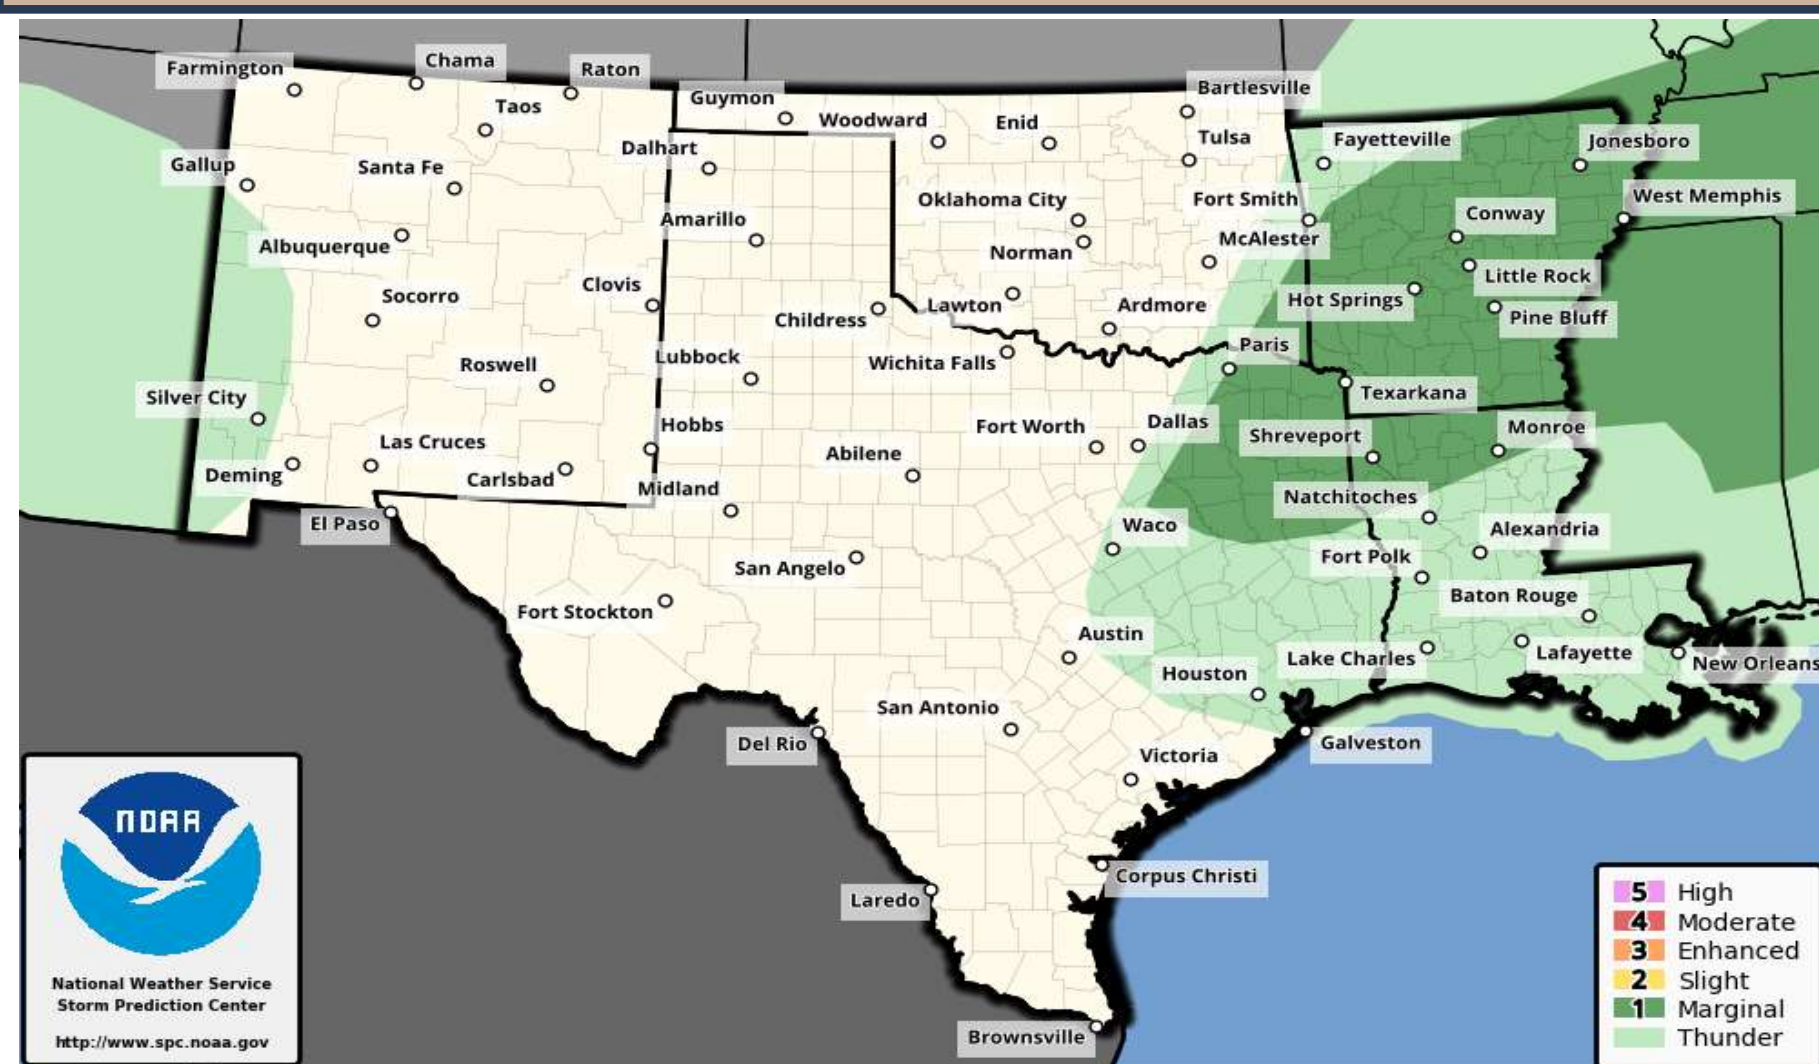 Farmington
Chama
Raton
Guymon
Bartlesville
Taos
Woodward
Enid
Tulsa
Fayetteville
Jonesboro
Gallup
Santa Fe
Dalhart
Oklahoma City
Fort Smith
West Memphis
Albuquerque
Amarillo
Norman
McAlester
Conway
Little Rock
Socorro
Clovis
Childress
Lawton
Ardmore
Hot Springs
Pine Bluff
Roswell
Lubbock
Wichita Falls
Paris
Silver City
Texarkana
Las Cruces
Hobbs
Fort Worth
Dallas
Shreveport
Monroe
Deming
Carlsbad
Midland
Abilene
Natchitoches
El Paso
Waco
Alexandria
San Angelo
Fort Polk
Fort Stockton
Baton Rouge
Austin
Houston
Lake Charles
Lafayette
New Orleans
San Antonio
Del Rio
Galveston
Victoria
Corpus Christi
Laredo
Brownsville
NOAA
National Weather Service
Storm Prediction Center
http://www.spc.noaa.gov
5 High
4 Moderate
3 Enhanced
2 Slight
1 Marginal
Thunder